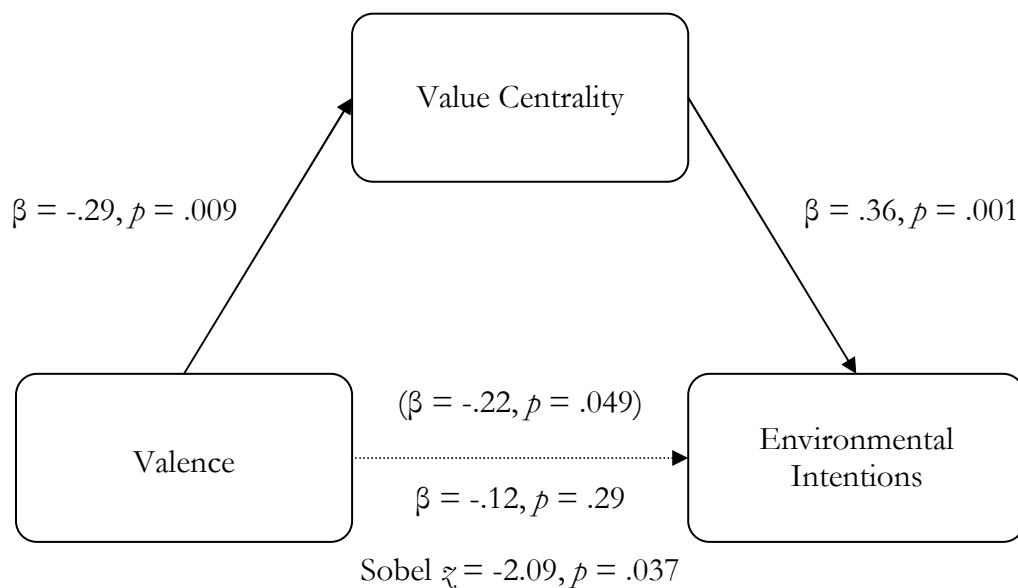 Value Centrality
β = -.29, p = .009
β = .36, p = .001
(β = -.22, p = .049)
Valence
Environmental
Intentions
β = -.12, p = .29
Sobel z = -2.09, p = .037